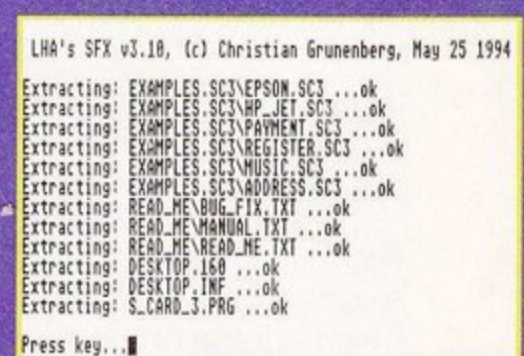 LHA's SFX v3.10, (c) Christian Grunenberg, May 25 1994
Extracting: EXAMPLES.SC3\EPSON.SC3 ...ok
Extracting: EXAMPLES.SC3\HP_JET.SC3 ...ok
Extracting: EXAMPLES.SC3\PAYMENT.SC3 ...ok
Extracting: EXAMPLES.SC3\REGISTER.SC3 ...ok
Extracting: EXAMPLES.SC3\MUSIC.SC3 ...ok
Extracting: EXAMPLES.SC3\ADDRESS.SC3 ...ok
Extracting: READ_ME\BUG_FIX.TXT ...ok
Extracting: READ_ME\MANUAL.TXT ...ok
Extracting: READ_ME\READ_ME.TXT ...ok
Extracting: DESKTOP.160 ...ok
Extracting: DESKTOP.INF ...ok
Extracting: S_CARD_3.PRG ...ok
Press key...